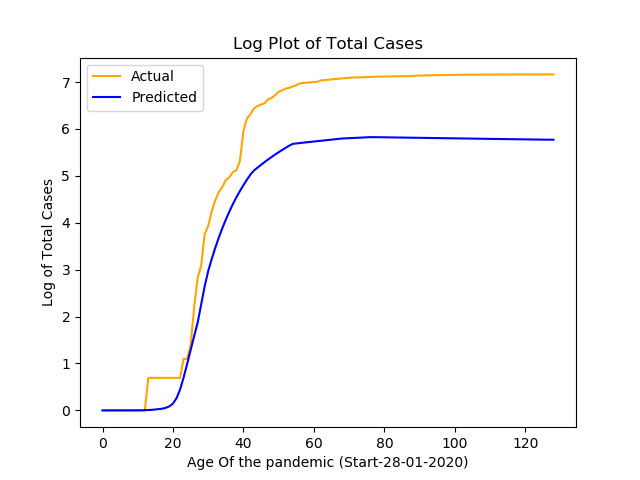 Log Plot of Total Cases
Actual
Predicted
7
6
5
4
3
2
1
0
Log of Total Cases
0 20 40 60 80 100 120
Age Of the pandemic (Start-28-01-2020)